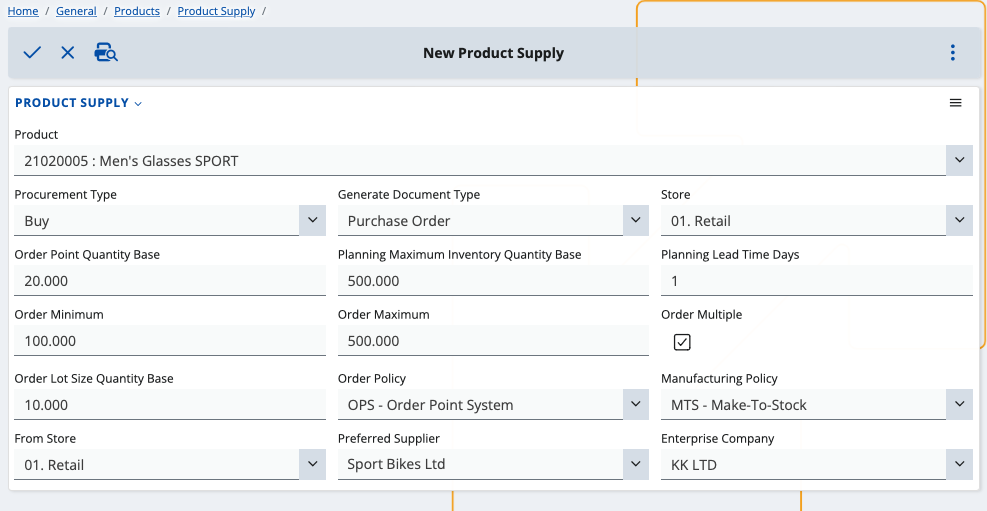 Home / General / Products / Product Supply /
New Product Supply
PRODUCT SUPPLY
Product
21020005 : Men's Glasses SPORT
Procurement Type Generate Document Type Store
Buy Purchase Order 01. Retail
Order Point Quantity Base Planning Maximum Inventory Quantity Base Planning Lead Time Days
20.000 500.000 1
Order Minimum Order Maximum Order Multiple
100.000 500.000
Order Lot Size Quantity Base Order Policy Manufacturing Policy
10.000 OPS - Order Point System MTS - Make-To-Stock
From Store Preferred Supplier Enterprise Company
01. Retail Sport Bikes Ltd KK LTD